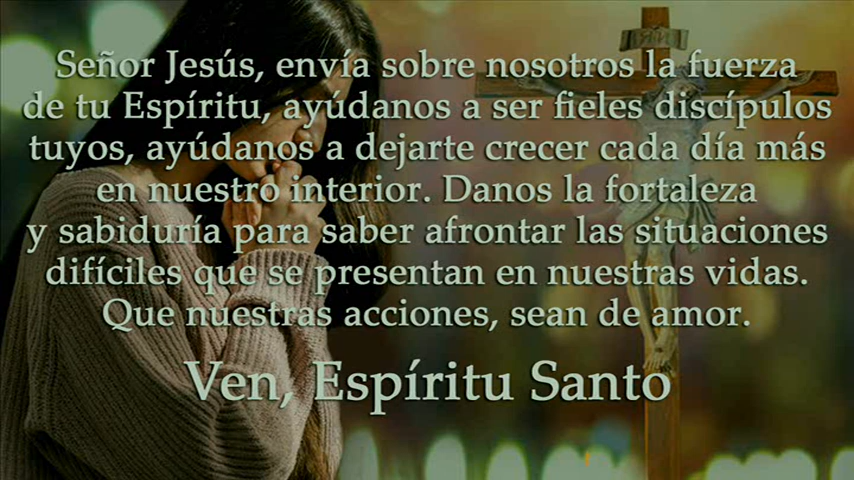 Señor Jesús, envía sobre nosotros la fuerza
de tu Espíritu, ayúdanos a ser fieles discípulos
tuyos, ayúdanos a dejarte crecer cada día más
en nuestro interior. Danos la fortaleza
y sabiduría para saber afrontar las situaciones
difíciles que se presentan en nuestras vidas.
Que nuestras acciones, sean de amor.
Ven, Espíritu Santo